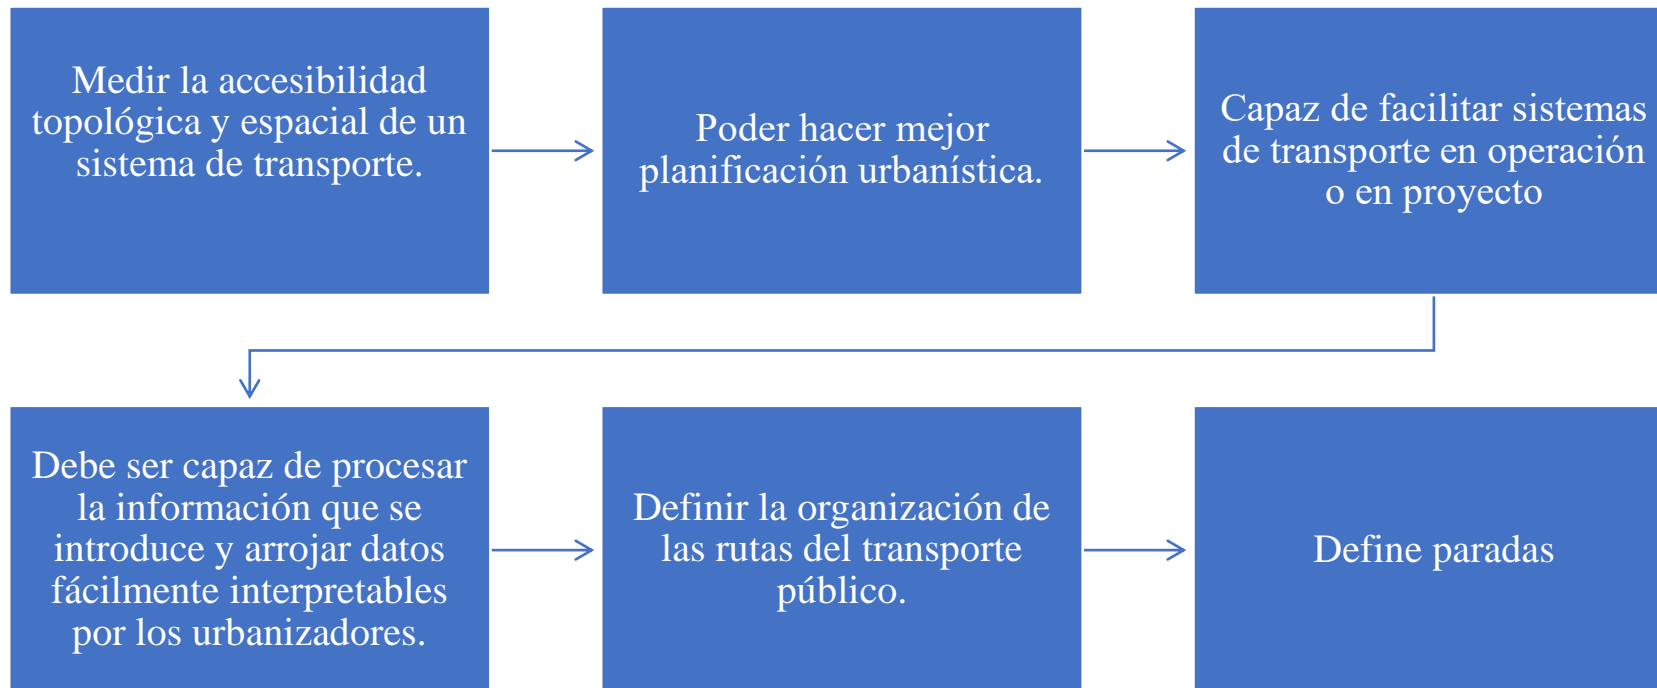 Medir la accesibilidad
topológica y espacial de un
sistema de transporte.
Poder hacer mejor
planificación urbanística.
Capaz de facilitar sistemas
de transporte en operación
o en proyecto
Debe ser capaz de procesar
la información que se
introduce y arrojar datos
fácilmente interpretables
por los urbanizadores.
Definir la organización de
las rutas del transporte
público.
Define paradas